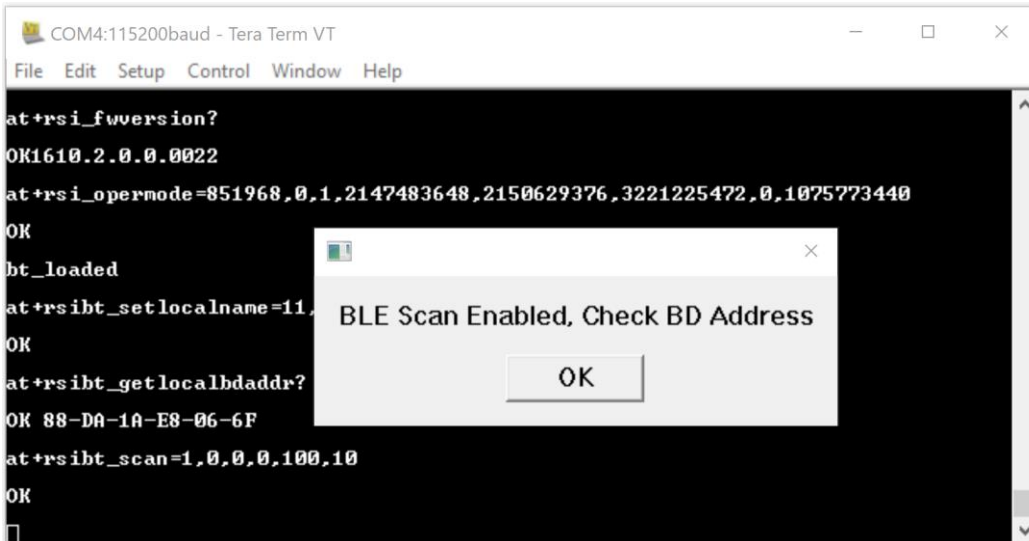 COM4:115200baud - Tera Term VT
File Edit Setup Control Window Help
at+rsi_fwversion?
OK1610.2.0.0.0022
at+rsi_opermode=851968,0,1,2147483648,2150629376,3221225472,0,1075773440
OK
bt_loaded
at+rsibt_setlocalname=11,
OK
at+rsibt_getlocalbdaddr?
OK 88-DA-1A-E8-06-6F
at+rsibt_scan=1,0,0,0,100,10
OK
BLE Scan Enabled, Check BD Address
OK